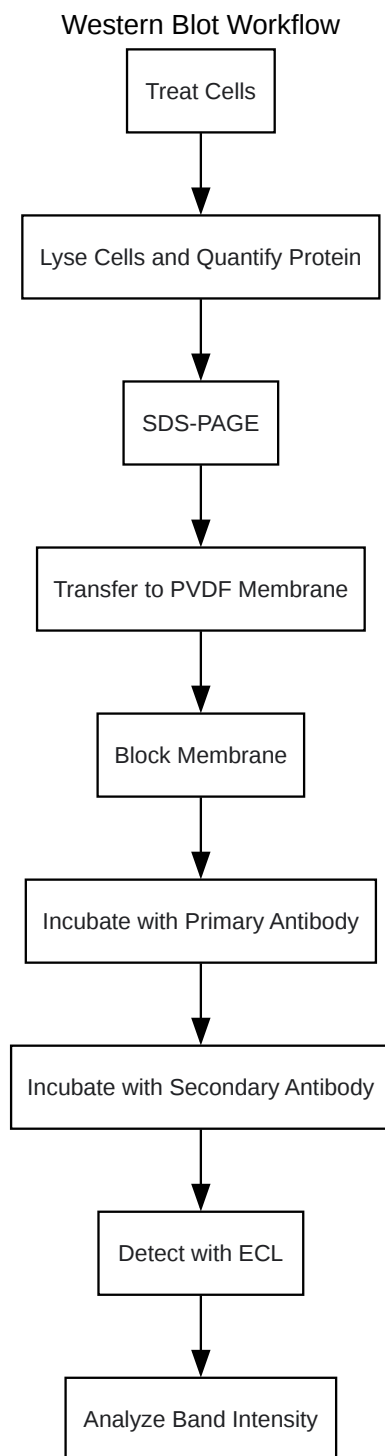 Western Blot Workflow
Treat Cells
Lyse Cells and Quantify Protein
SDS-PAGE
Transfer to PVDF Membrane
Block Membrane
Incubate with Primary Antibody
Incubate with Secondary Antibody
Detect with ECL
Analyze Band Intensity